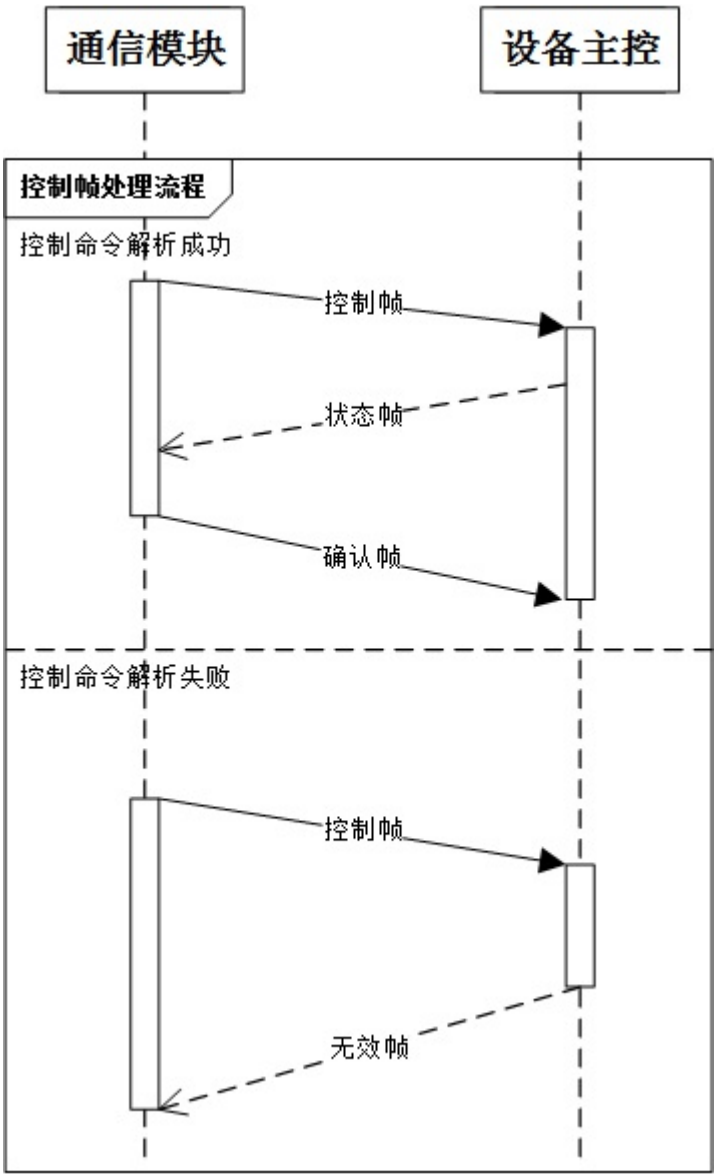 通信模块
设备主控
控制帧处理流程
控制命令解析成功
控制帧
状态帧
确认帧
控制命令解析失败
控制帧
无效帧